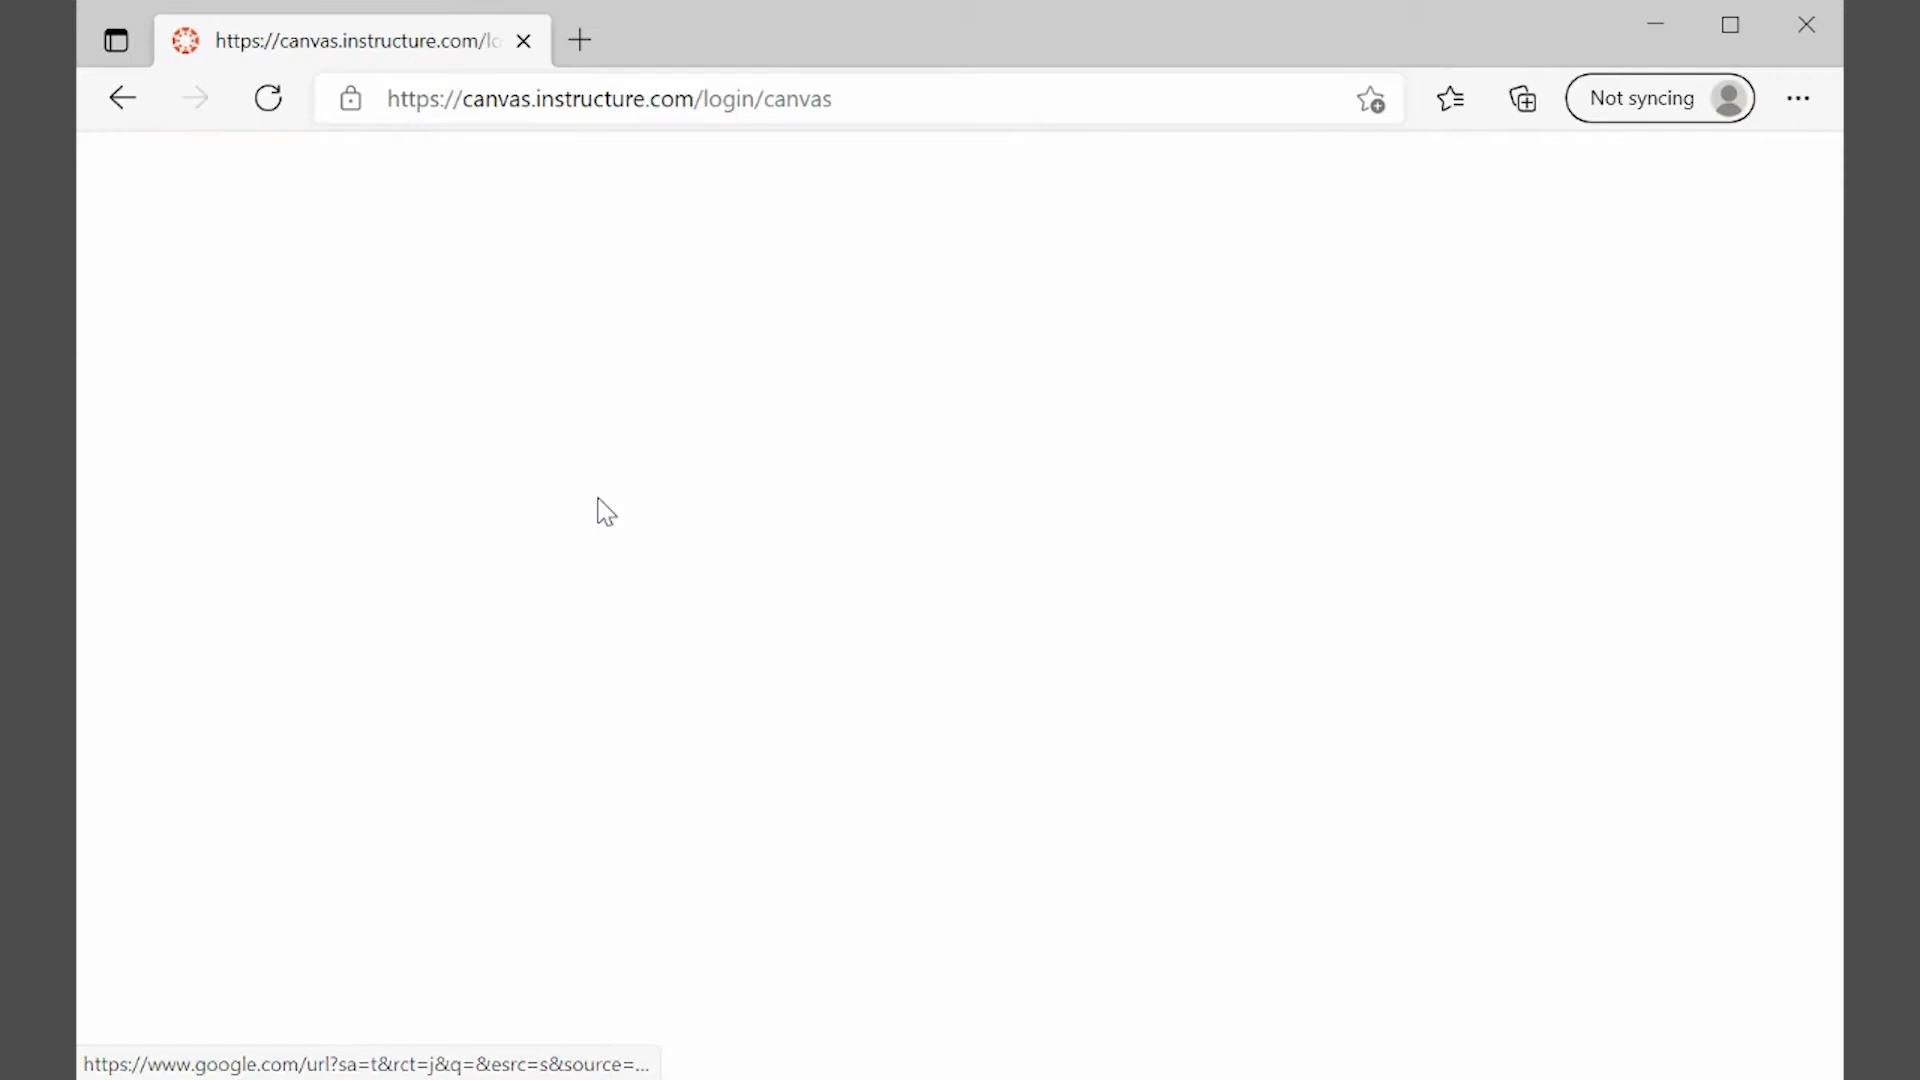 https://canvas.instructure.com/lo
https://canvas.instructure.com/login/canvas
Not syncing
https://www.google.com/url?sa=t&rct=j&q=&esrc=s&source=...